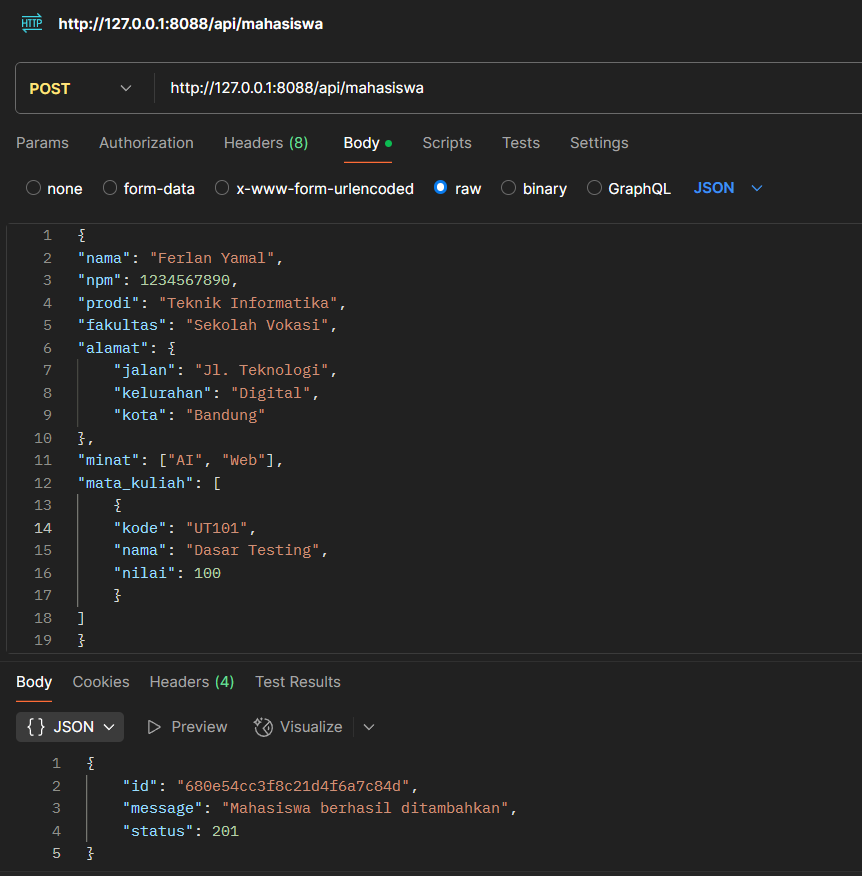 HTTP http://127.0.0.1:8088/api/mahasiswa
POST http://127.0.0.1:8088/api/mahasiswa
Params Authorization Headers (8) Body Scripts Tests Settings
none form-data x-www-form-urlencoded raw binary GraphQL JSON
1 {
2 "nama": "Ferlan Yamal",
3 "npm": 1234567890,
4 "prodi": "Teknik Informatika",
5 "fakultas": "Sekolah Vokasi",
6 "alamat": {
7 "jalan": "Jl. Teknologi",
8 "kelurahan": "Digital",
9 "kota": "Bandung"
10 },
11 "minat": ["AI", "Web"],
12 "mata_kuliah": [
13 {
14 "kode": "UT101",
15 "nama": "Dasar Testing",
16 "nilai": 100
17 }
18 ]
19 }
Body Cookies Headers (4) Test Results
{} JSON Preview Visualize
1 {
2 "id": "680e54cc3f8c21d4f6a7c84d",
3 "message": "Mahasiswa berhasil ditambahkan",
4 "status": 201
5 }